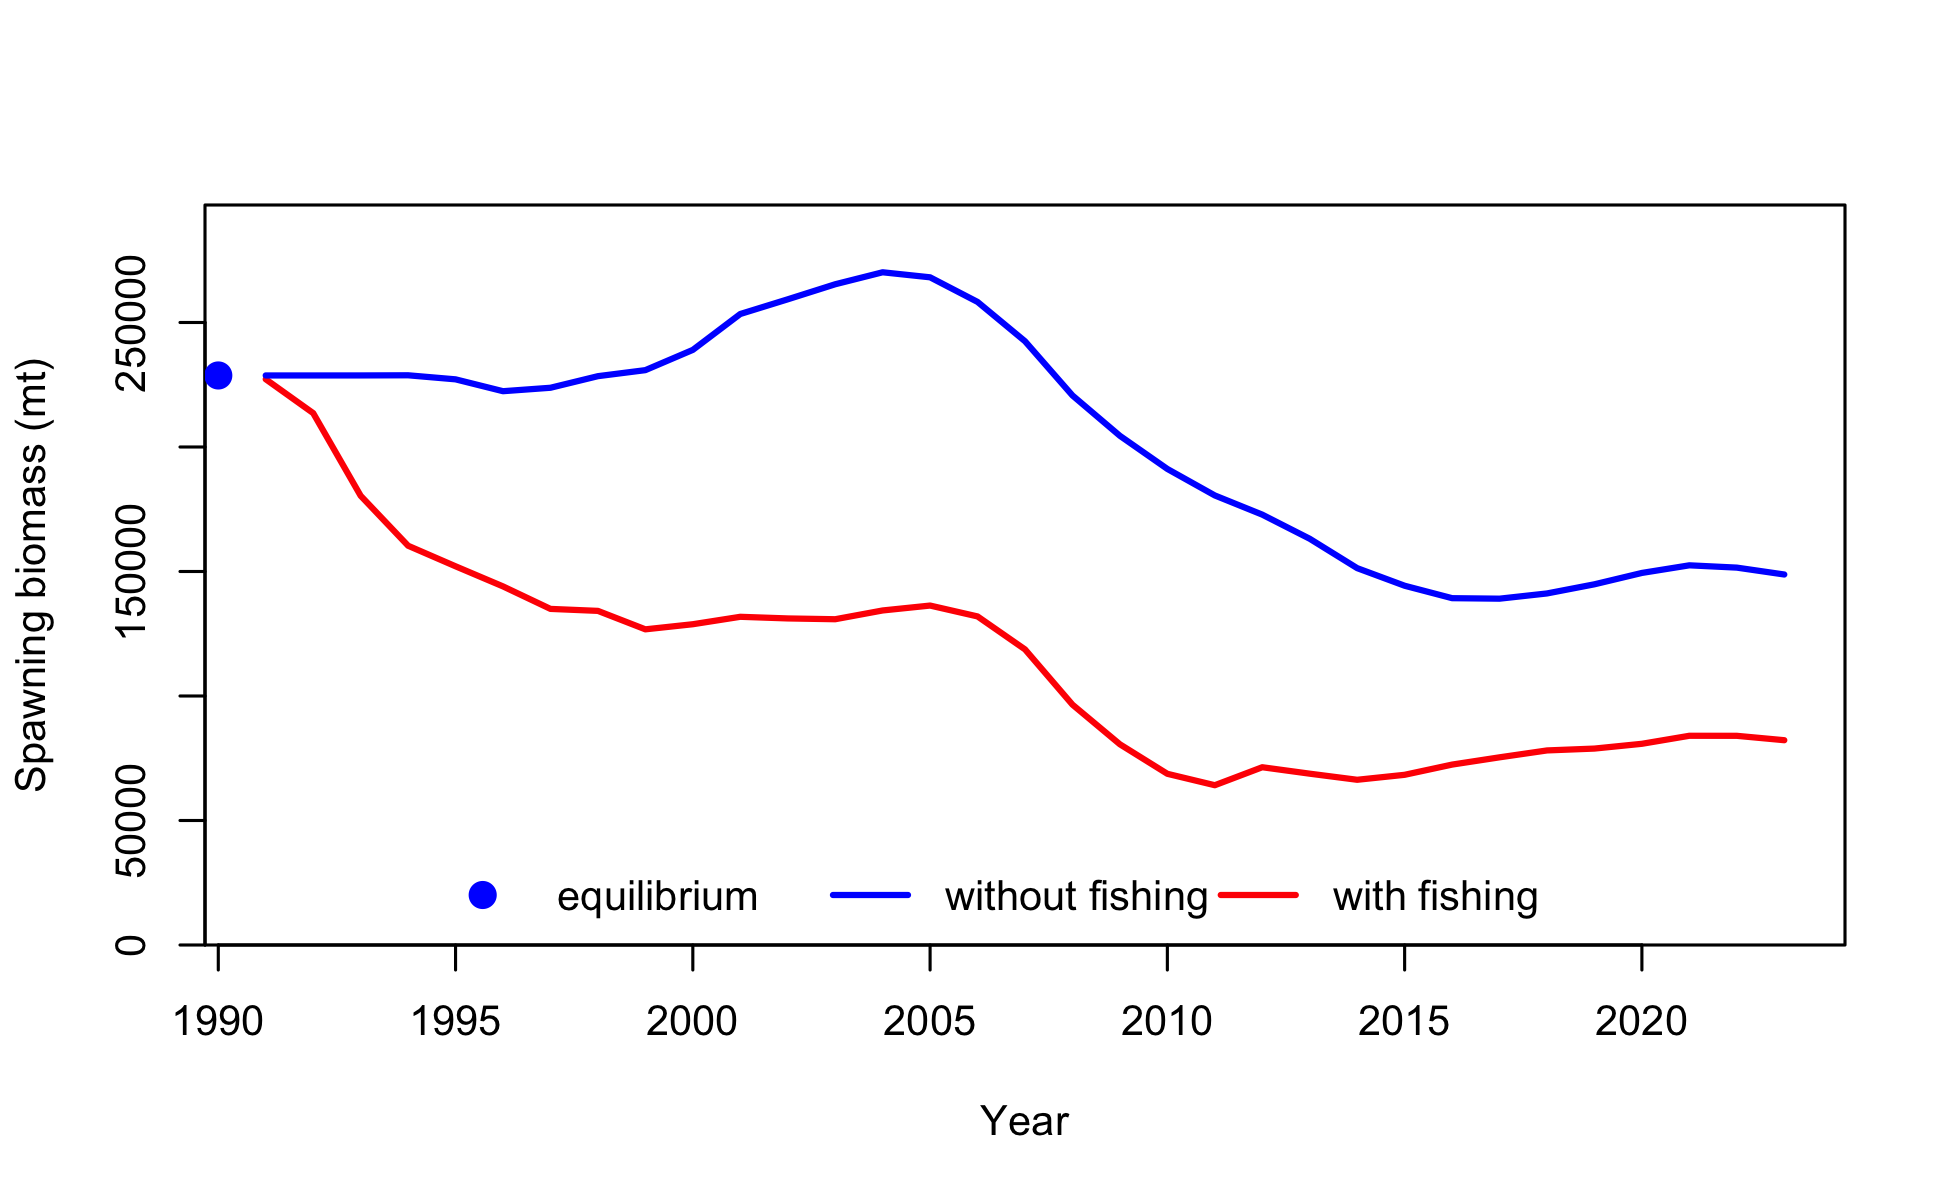 Spawning biomass (mt)
250000
150000
50000
0
equilibrium without fishing with fishing
1990 1995 2000 2005 2010 2015 2020
Year